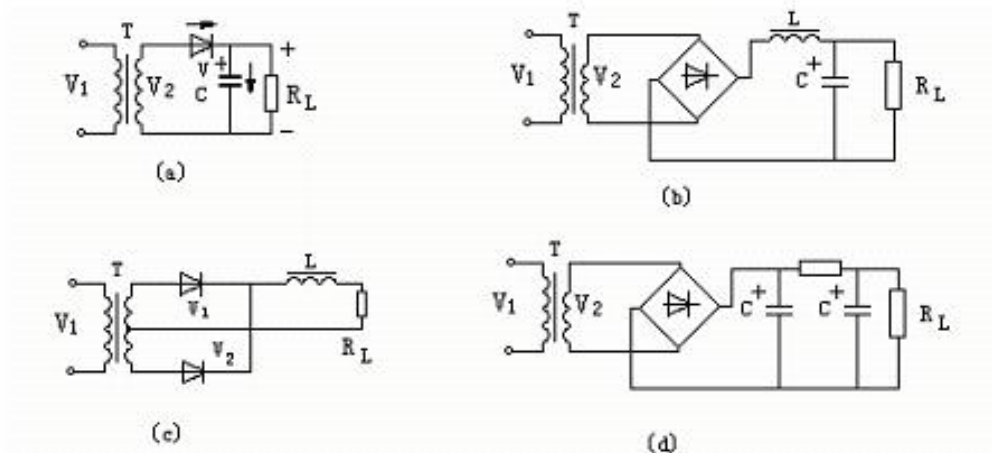 T
V1
V2
V
+
C
+
RL
-
(a)
T
V1
V2
L
C
+
RL
(b)
T
V1
V1
V2
L
RL
(c)
T
V1
V2
C
+
C
+
RL
(d)